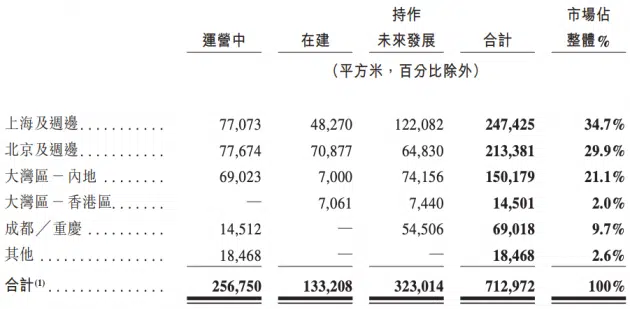 持作 市場佔
運營中 在建 未來發展 合計 整體%
(平方米,百分比除外)
上海及週邊........... 77,073 48,270 122,082 247,425 34.7%
北京及週邊........... 77,674 70,877 64,830 213,381 29.9%
大灣區－內地 ......... 69,023 7,000 74,156 150,179 21.1%
大灣區－香港區....... — 7,061 7,440 14,501 2.0%
成都／重慶 ........... 14,512 — 54,506 69,018 9.7%
其他 ................. 18,468 — — 18,468 2.6%
合計(1)............... 256,750 133,208 323,014 712,972 100%